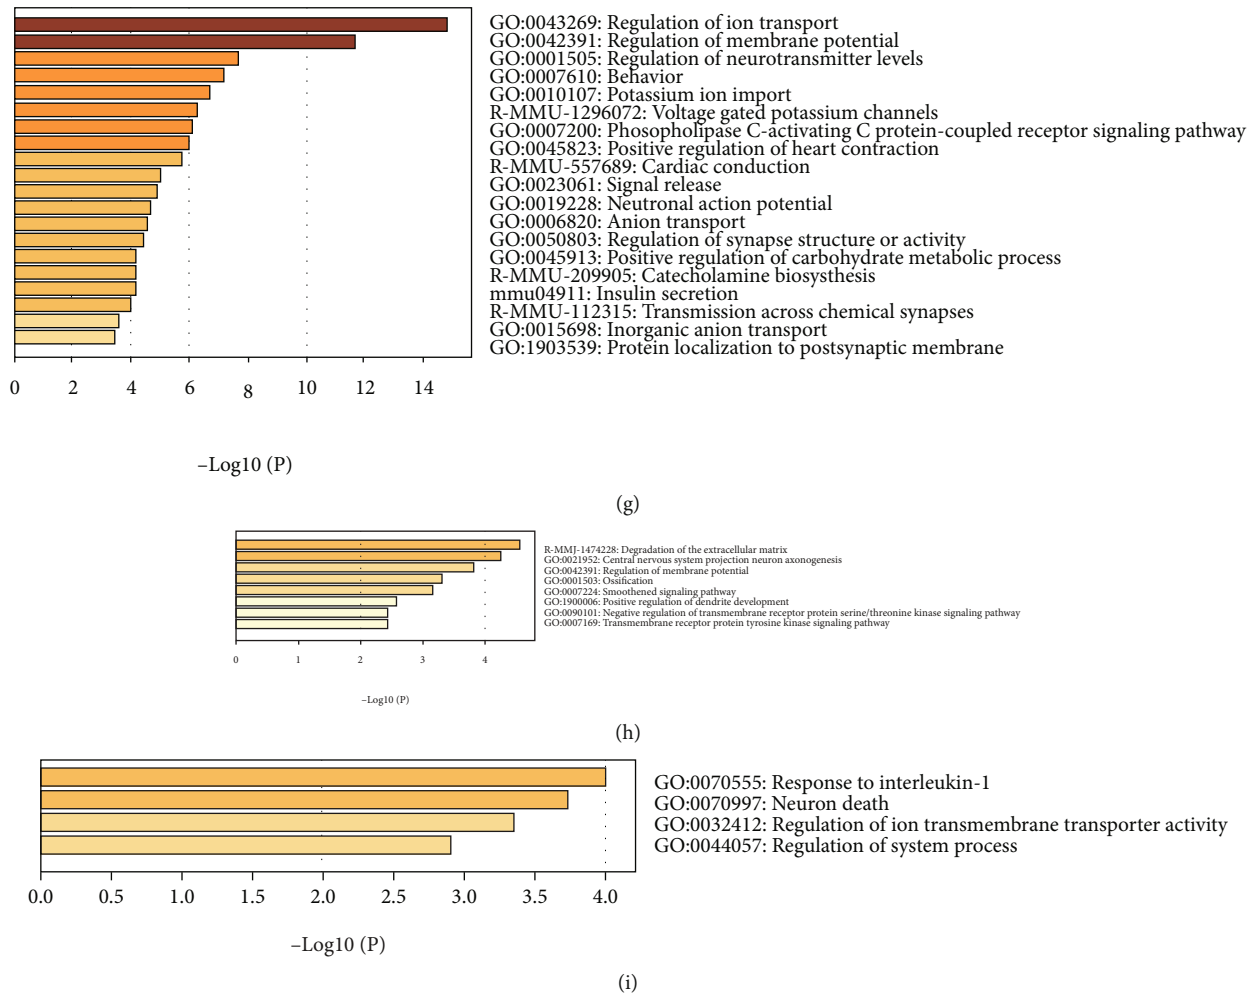 GO:0043269: Regulation of ion transport
GO:0042391: Regulation of membrane potential
GO:0001505: Regulation of neurotransmitter levels
GO:0007610: Behavior
GO:0010107: Potassium ion import
R-MMU-1296072: Voltage gated potassium channels
GO:0007200: Phosopholipase C-activating C protein-coupled receptor signaling pathway
GO:0045823: Positive regulation of heart contraction
R-MMU-557689: Cardiac conduction
GO:0023061: Signal release
GO:0019228: Neutronal action potential
GO:0006820: Anion transport
GO:0050803: Regulation of synapse structure or activity
GO:0045913: Positive regulation of carbohydrate metabolic process
R-MMU-209905: Catecholamine biosysthesis
mmu04911: Insulin secretion
R-MMU-112315: Transmission across chemical synapses
GO:0015698: Inorganic anion transport
GO:1903539: Protein localization to postsynaptic membrane
0 2 4 6 8 10 12 14
–Log10 (P)
(g)
R-MMJ-1474228: Degradation of the extracellular matrix
GO:0021952: Central nervous system projection neuron axonogenesis
GO:0042391: Regulation of membrane potential
GO:0001503: Ossification
GO:0007224: Smoothened signaling pathway
GO:1900006: Positive regulation of dendrite development
GO:0090101: Negative regulation of transmembrane receptor protein serine/threonine kinase signaling pathway
GO:0007169: Transmembrane receptor protein tyrosine kinase signaling pathway
0 1 2 3 4
–Log10 (P)
(h)
GO:0070555: Response to interleukin-1
GO:0070997: Neuron death
GO:0032412: Regulation of ion transmembrane transporter activity
GO:0044057: Regulation of system process
0.0 0.5 1.0 1.5 2.0 2.5 3.0 3.5 4.0
–Log10 (P)
(i)